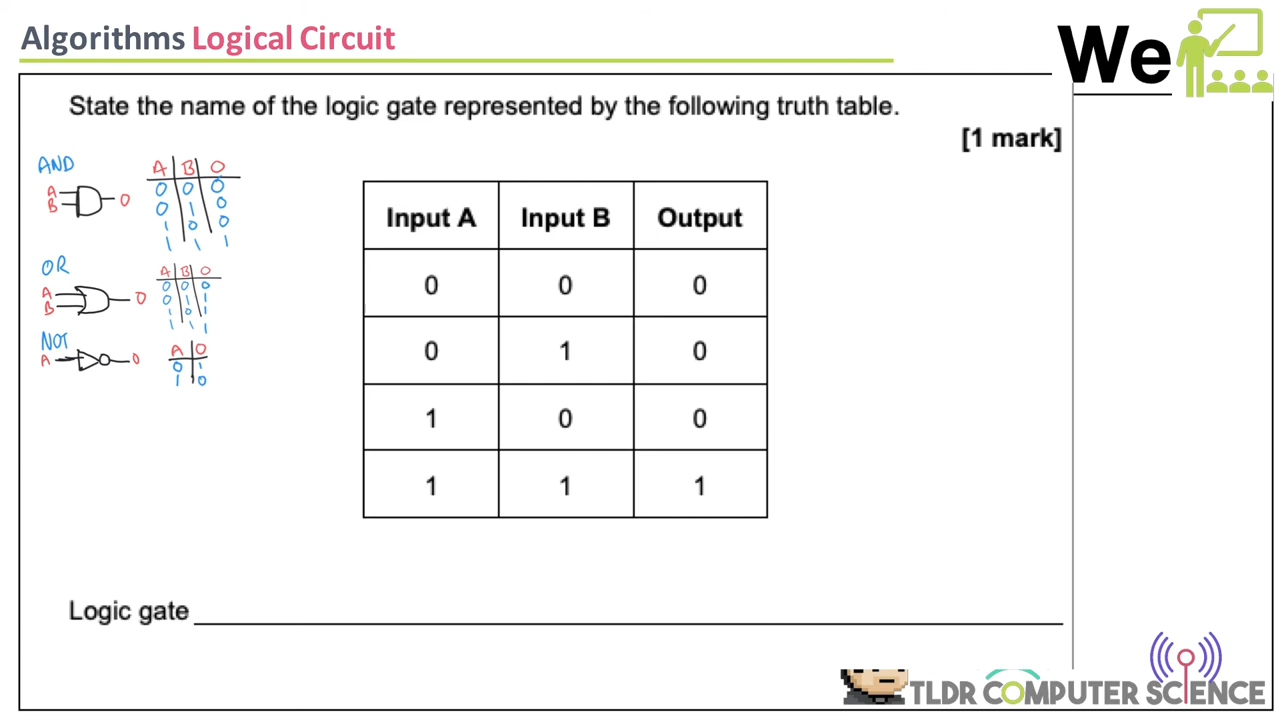 Algorithms Logical Circuit
We
State the name of the logic gate represented by the following truth table.
[1 mark]
AND
A
B
O
A B O
0 0 0
0 1 0
1 0 0
1 1 1
OR
A
B
O
A B O
0 0 0
0 1 1
1 0 1
1 1 1
NOT
A
O
A O
0 1
1 0
Input A Input B Output
0 0 0
0 1 0
1 0 0
1 1 1
Logic gate
TLDR COMPUTER SCIENCE